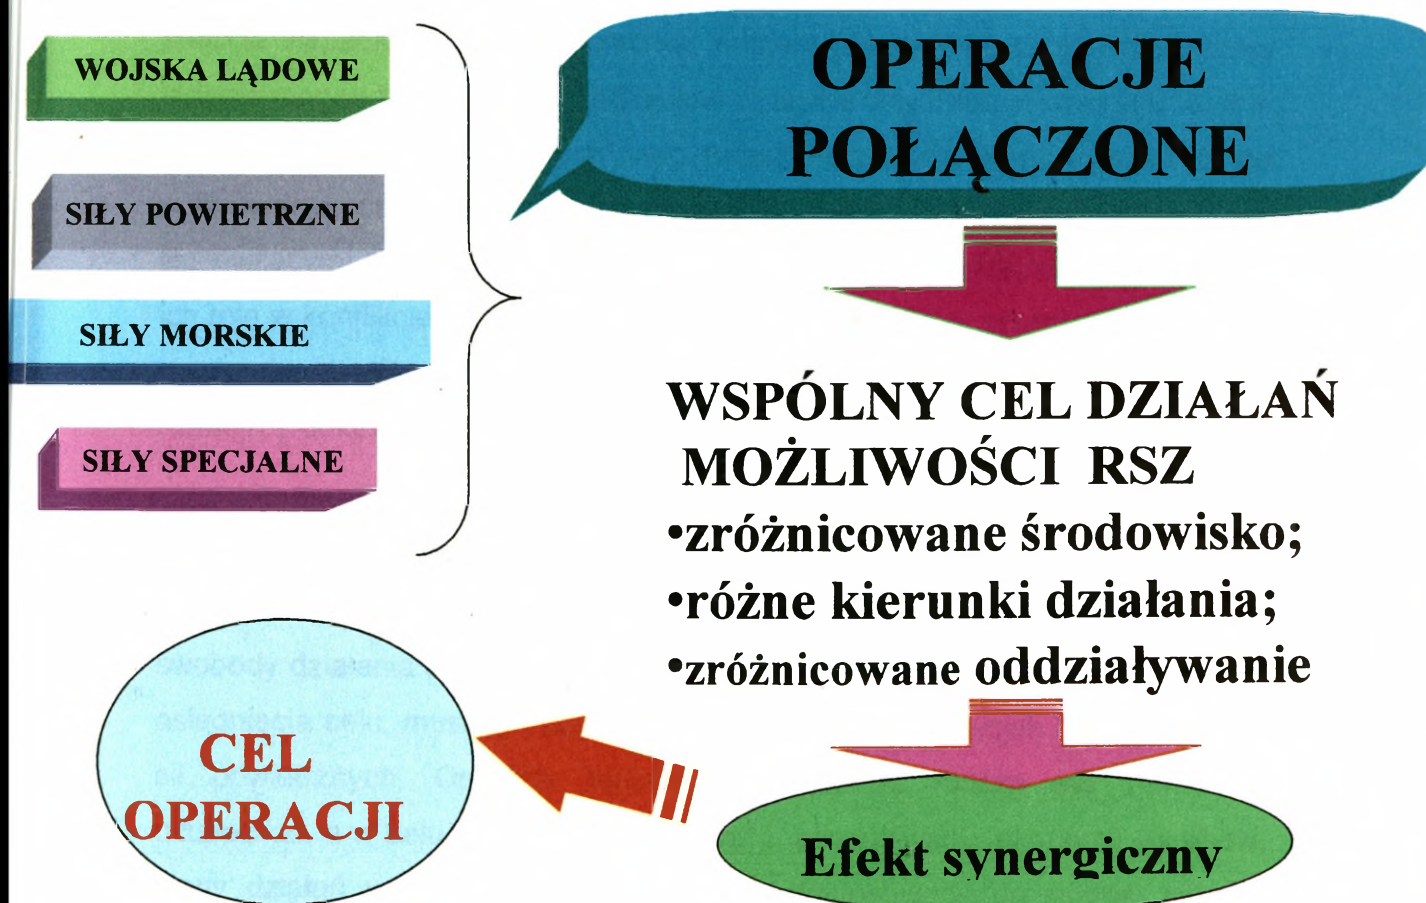 WOJSKA LĄDOWE
SIŁY POWIETRZNE
SIŁY MORSKIE
SIŁY SPECJALNE
OPERACJE
POŁĄCZONE
WSPÓLNY CEL DZIAŁAŃ
MOŻLIWOŚCI RSZ
•zróżnicowane środowisko;
•różne kierunki działania;
•zróżnicowane oddziaływanie
Efekt synergiczny
CEL
OPERACJI